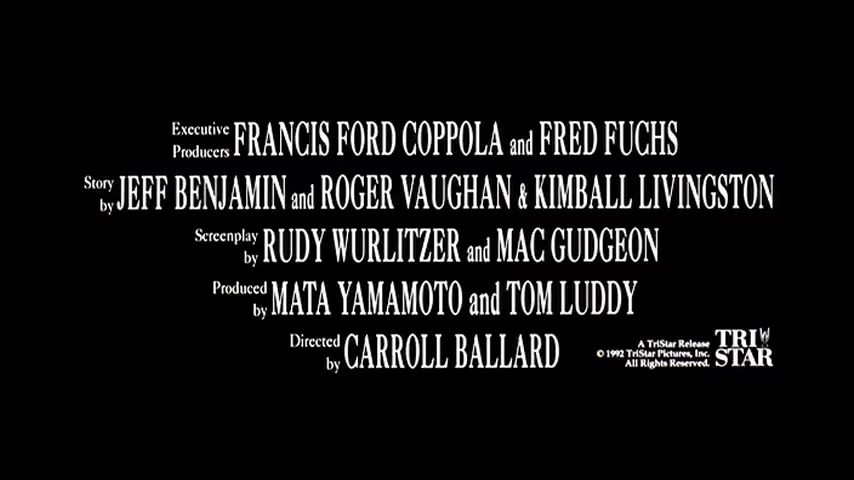 Executive Producers FRANCIS FORD COPPOLA and FRED FUCHS
Story by JEFF BENJAMIN and ROGER VAUGHAN & KIMBALL LIVINGSTON
Screenplay by RUDY WURLITZER and MAC GUDGEON
Produced by MATA YAMAMOTO and TOM LUDDY
Directed by CARROLL BALLARD
A TriStar Release
© 1992 TriStar Pictures, Inc.
All Rights Reserved.
TRI
STAR